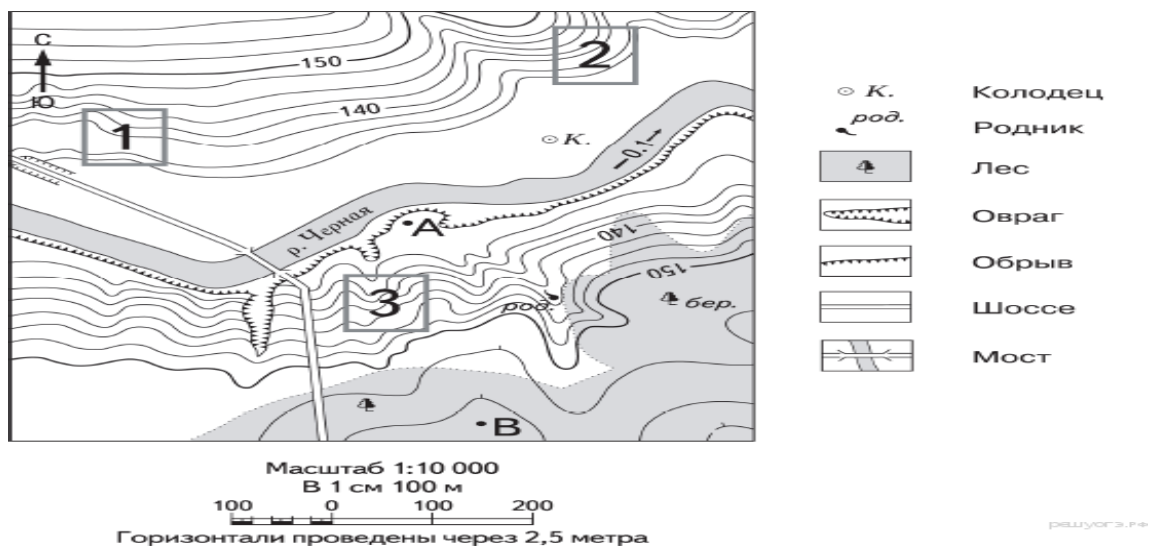 С
Ю
1
2
3
150
140
К.
0.1
р. Черная
А
140
150
род.
бер.
В
К.
Колодец
род.
Родник
Лес
Овраг
Обрыв
Шоссе
Мост
Масштаб 1:10 000
В 1 см 100 м
100 0 100 200
Горизонтали проведены через 2,5 метра
решуогэ.рф